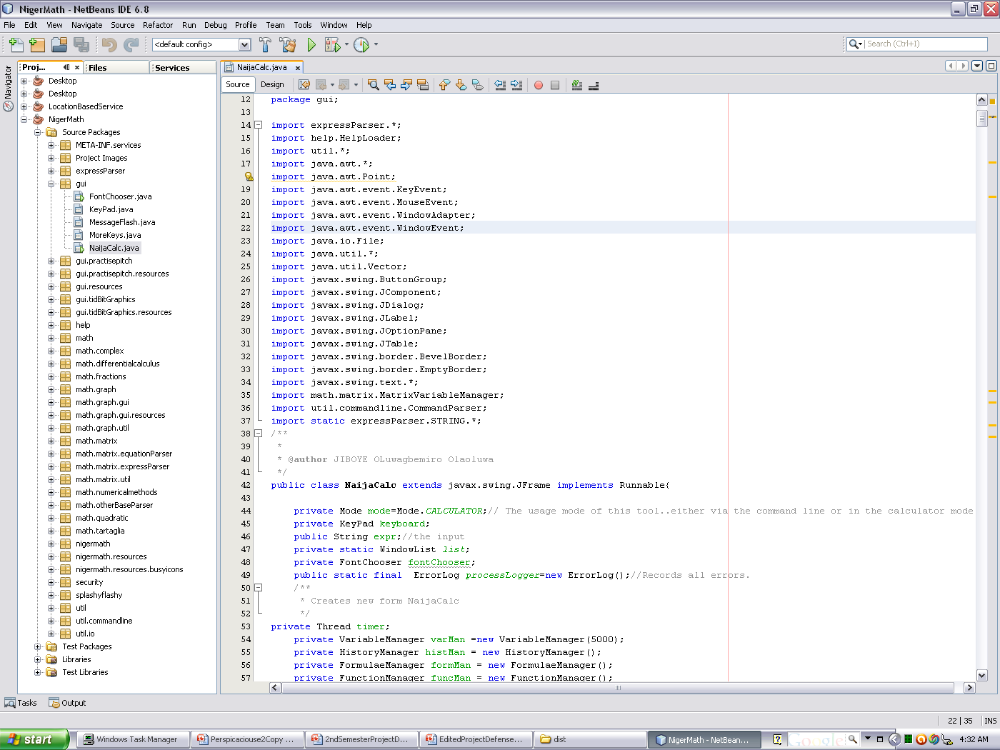 NigerMath - NetBeans IDE 6.8
File Edit View Navigate Source Refactor Run Debug Profile Team Tools Window Help
<default config>
Search (Ctrl+I)
Navigator
Proj...
Files
Services
Desktop
Desktop
LocationBasedService
NigerMath
Source Packages
META-INF.services
Project Images
expressParser
gui
FontChooser.java
KeyPad.java
MessageFlash.java
MoreKeys.java
NaijaCalc.java
gui.practisepitch
gui.practisepitch.resources
gui.resources
gui.tidBitGraphics
gui.tidBitGraphics.resources
help
math
math.complex
math.differentialcalculus
math.fractions
math.graph
math.graph.gui
math.graph.gui.resources
math.graph.util
math.matrix
math.matrix.equationParser
math.matrix.expressParser
math.matrix.util
math.numericalmethods
math.otherBaseParser
math.quadratic
math.tartaglia
nigermath
nigermath.resources
nigermath.resources.busyicons
security
splashyflashy
util
util.commandline
util.io
Test Packages
Libraries
Test Libraries
NaijaCalc.java
Source Design
12 package gui;
13
14 import expressParser.*;
15 import help.HelpLoader;
16 import util.*;
17 import java.awt.*;
import java.awt.Point;
19 import java.awt.event.KeyEvent;
20 import java.awt.event.MouseEvent;
21 import java.awt.event.WindowAdapter;
22 import java.awt.event.WindowEvent;
23 import java.io.File;
24 import java.util.*;
25 import java.util.Vector;
26 import javax.swing.ButtonGroup;
27 import javax.swing.JComponent;
28 import javax.swing.JDialog;
29 import javax.swing.JLabel;
30 import javax.swing.JOptionPane;
31 import javax.swing.JTable;
32 import javax.swing.border.BevelBorder;
33 import javax.swing.border.EmptyBorder;
34 import javax.swing.text.*;
35 import math.matrix.MatrixVariableManager;
36 import util.commandline.CommandParser;
37 import static expressParser.STRING.*;
38 /**
39 *
40 * @author JIBOYE OLuwagbemiro Olaoluwa
41 */
42 public class NaijaCalc extends javax.swing.JFrame implements Runnable{
43
44 private Mode mode=Mode.CALCULATOR;// The usage mode of this tool..either via the command line or in the calculator mode
45 private KeyPad keyboard;
46 public String expr;//the input
47 private static WindowList list;
48 private FontChooser fontChooser;
49 public static final ErrorLog processLogger=new ErrorLog();//Records all errors.
50 /**
51 * Creates new form NaijaCalc
52 */
53 private Thread timer;
54 private VariableManager varMan =new VariableManager(5000);
55 private HistoryManager histMan = new HistoryManager();
56 private FormulaeManager formMan = new FormulaeManager();
57 private FunctionManager funcMan = new FunctionManager();
Tasks Output
22 | 35 INS
start
Windows Task Manager
Perspicaciouse2Copy ...
2ndSemesterProjectD...
EditedProjectDefense...
dist
NigerMath - NetBean...
Google
4:32 AM